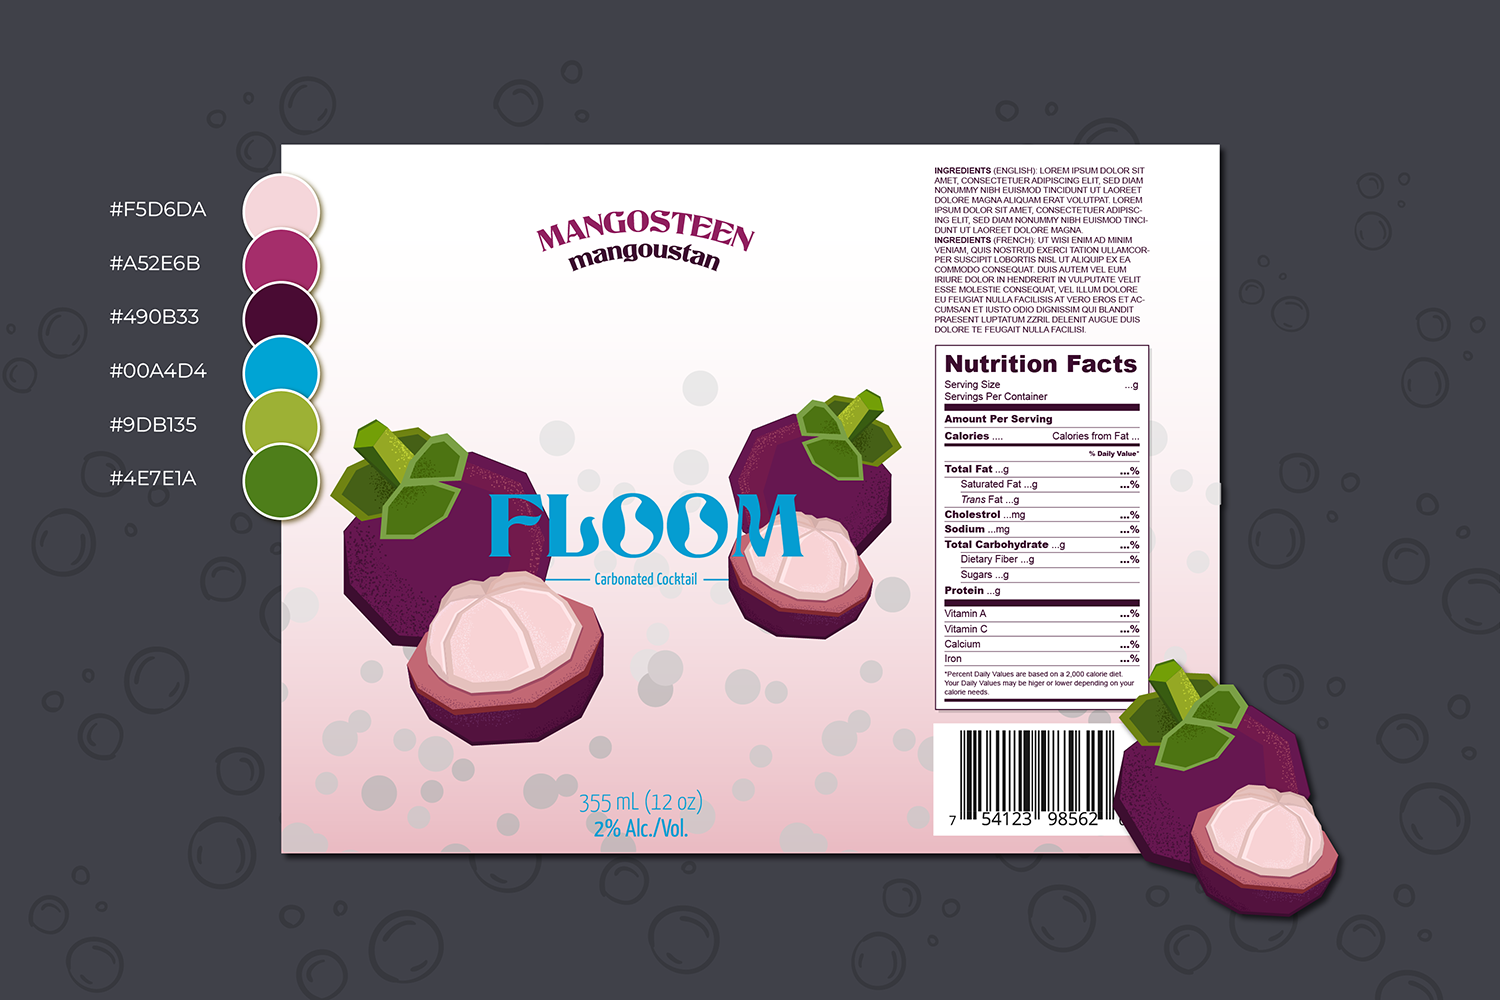 #F5D6DA
#A52E6B
#490B33
#00A4D4
#9DB135
#4E7E1A
MANGOSTEEN
mangoustan
FLOOM
Carbonated Cocktail
355 mL (12 oz)
2% Alc./Vol.
INGREDIENTS (ENGLISH): LOREM IPSUM DOLOR SIT
AMET, CONSECTETUER ADIPISCING ELIT, SED DIAM
NONUMMY NIBH EUISMOD TINCIDUNT UT LAOREET
DOLORE MAGNA ALIQUAM ERAT VOLUTPAT. LOREM
IPSUM DOLOR SIT AMET, CONSECTETUER ADIPISC-
ING ELIT, SED DIAM NONUMMY NIBH EUISMOD TINCI-
DUNT UT LAOREET DOLORE MAGNA.
INGREDIENTS (FRENCH): UT WISI ENIM AD MINIM
VENIAM, QUIS NOSTRUD EXERCI TATION ULLAMCOR-
PER SUSCIPIT LOBORTIS NISL UT ALIQUIP EX EA
COMMODO CONSEQUAT. DUIS AUTEM VEL EUM
IRIURE DOLOR IN HENDRERIT IN VULPUTATE VELIT
ESSE MOLESTIE CONSEQUAT, VEL ILLUM DOLORE
EU FEUGIAT NULLA FACILISIS AT VERO EROS ET AC-
CUMSAN ET IUSTO ODIO DIGNISSIM QUI BLANDIT
PRAESENT LUPTATUM ZZRIL DELENIT AUGUE DUIS
DOLORE TE FEUGAIT NULLA FACILISI.
Nutrition Facts
Serving Size ...g
Servings Per Container
Amount Per Serving
Calories .... Calories from Fat ...
% Daily Value*
Total Fat ...g ...%
Saturated Fat ...g ...%
Trans Fat ...g
Cholestrol ...mg ...%
Sodium ...mg ...%
Total Carbohydrate ...g ...%
Dietary Fiber ...g ...%
Sugars ...g
Protein ...g
Vitamin A ...%
Vitamin C ...%
Calcium ...%
Iron ...%
*Percent Daily Values are based on a 2,000 calorie diet.
Your Daily Values may be higer or lower depending on your
calorie needs.
7 54123 98562